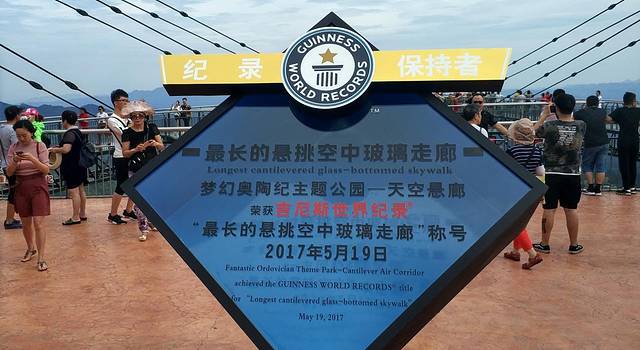 GUINNESS WORLD RECORDS
纪录 保持者
TM
最长的悬挑空中玻璃走廊
Longest cantilevered glass-bottomed skywalk
梦幻奥陶纪主题公园—天空悬廊
荣获吉尼斯世界纪录®
“最长的悬挑空中玻璃走廊”称号
2017年5月19日
Fantastic Ordovician Theme Park-Cantilever Air Corridor
achieved the GUINNESS WORLD RECORDS® title
for "Longest cantilevered glass-bottomed skywalk"
May 19, 2017